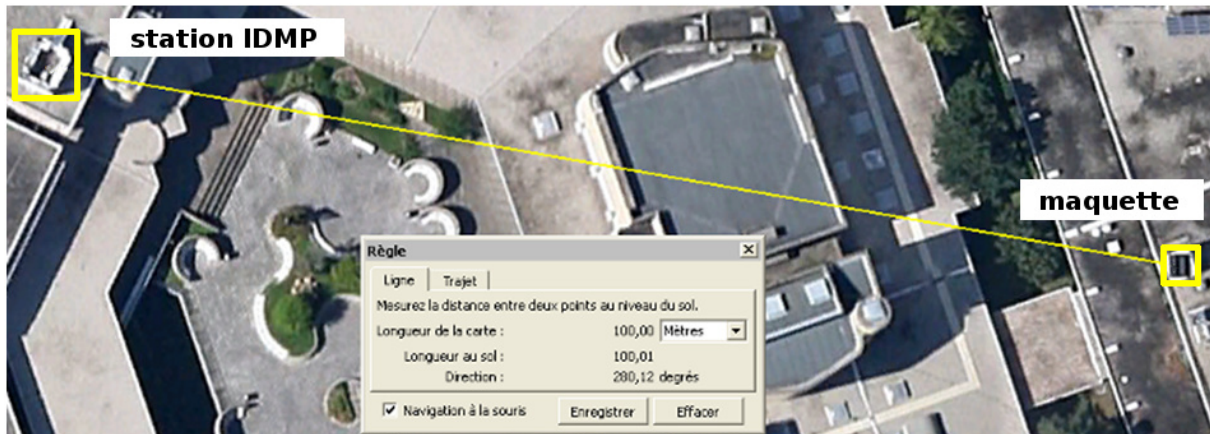 station IDMP
maquette
Règle
Ligne Trajet
Mesurez la distance entre deux points au niveau du sol.
Longueur de la carte : 100,00 Mètres
Longueur au sol : 100,01
Direction : 280,12 degrés
Navigation à la souris Enregistrer Effacer